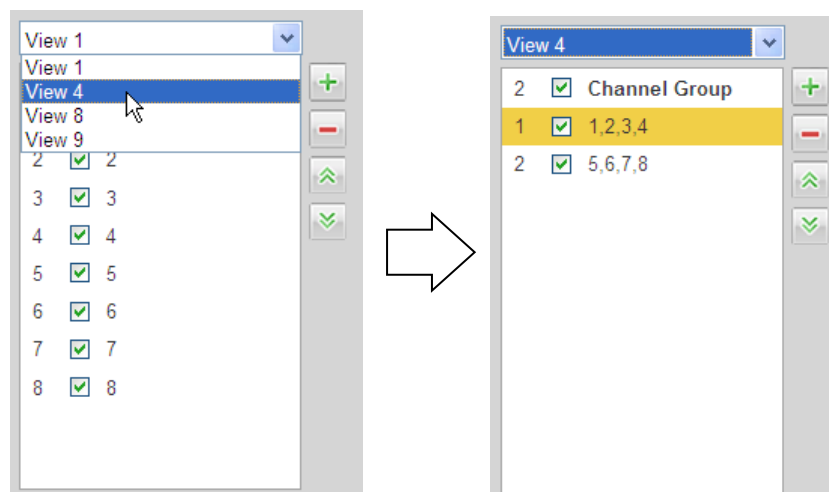 View 1
View 1
View 4
View 8
View 9
2 2
3 3
4 4
5 5
6 6
7 7
8 8
View 4
2 Channel Group
1 1,2,3,4
2 5,6,7,8